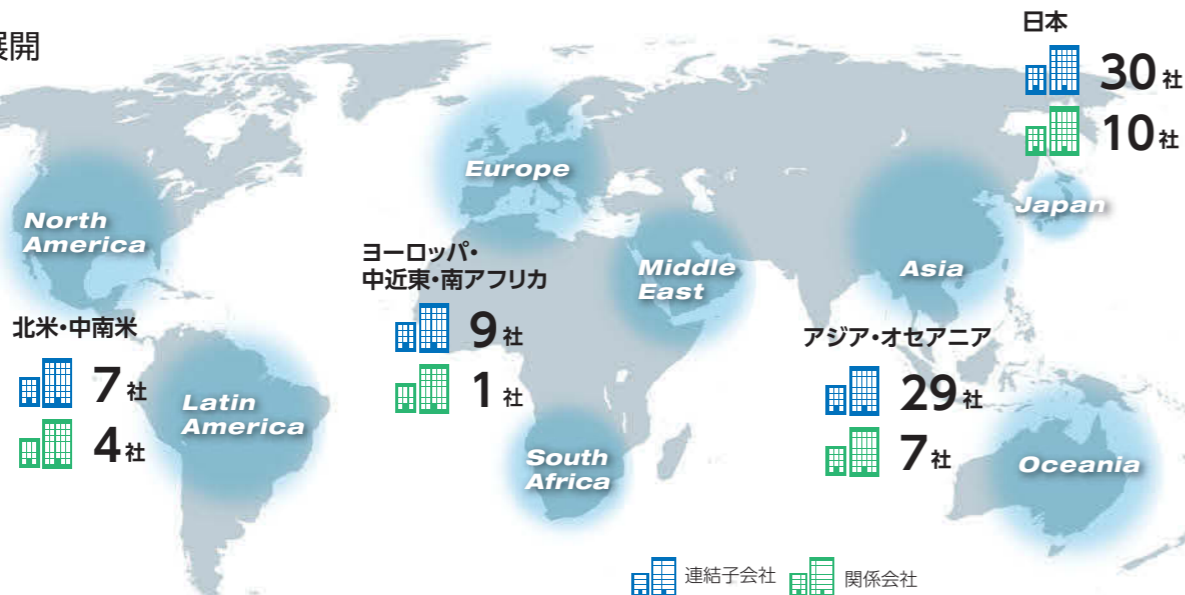 展開
日本
30社
10社
Europe
Japan
North
America
ヨーロッパ・
中近東・南アフリカ
Middle
East
Asia
9社
1社
北米・中南米
7社
4社
アジア・オセアニア
29社
7社
Latin
America
South
Africa
Oceania
連結子会社 関係会社